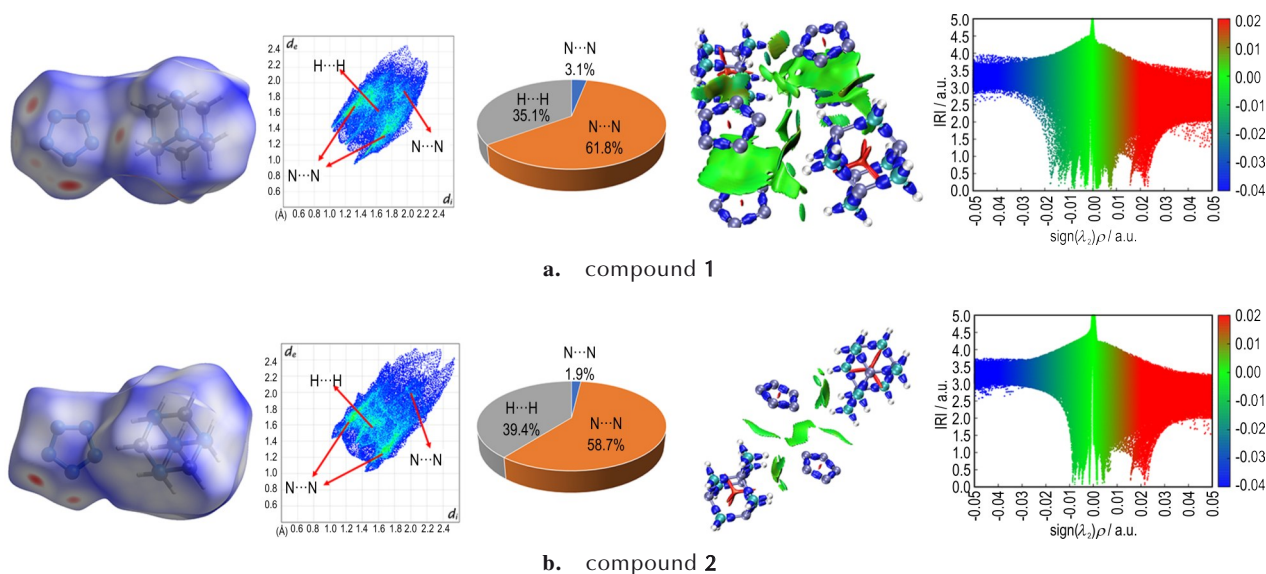 d_e
2.4
2.2
2.0
1.8
1.6
1.4
1.2
1.0
0.8
0.6
H···H
N···N
N···N
d_i
(Å) 0.6 0.8 1.0 1.2 1.4 1.6 1.8 2.0 2.2 2.4
N···N
3.1%
H···H
35.1%
N···N
61.8%
IRI / a.u.
5.0
4.5
4.0
3.5
3.0
2.5
2.0
1.5
1.0
0.5
0.0
-0.05 -0.04 -0.03 -0.02 -0.01 0.00 0.01 0.02 0.03 0.04 0.05
sign(λ₂)ρ / a.u.
0.02
0.01
0.00
-0.01
-0.02
-0.03
-0.04
a. compound 1
d_e
2.4
2.2
2.0
1.8
1.6
1.4
1.2
1.0
0.8
0.6
H···H
N···N
N···N
d_i
(Å) 0.6 0.8 1.0 1.2 1.4 1.6 1.8 2.0 2.2 2.4
N···N
1.9%
H···H
39.4%
N···N
58.7%
IRI / a.u.
5.0
4.5
4.0
3.5
3.0
2.5
2.0
1.5
1.0
0.5
0.0
-0.05 -0.04 -0.03 -0.02 -0.01 0.00 0.01 0.02 0.03 0.04 0.05
sign(λ₂)ρ / a.u.
0.02
0.01
0.00
-0.01
-0.02
-0.03
-0.04
b. compound 2